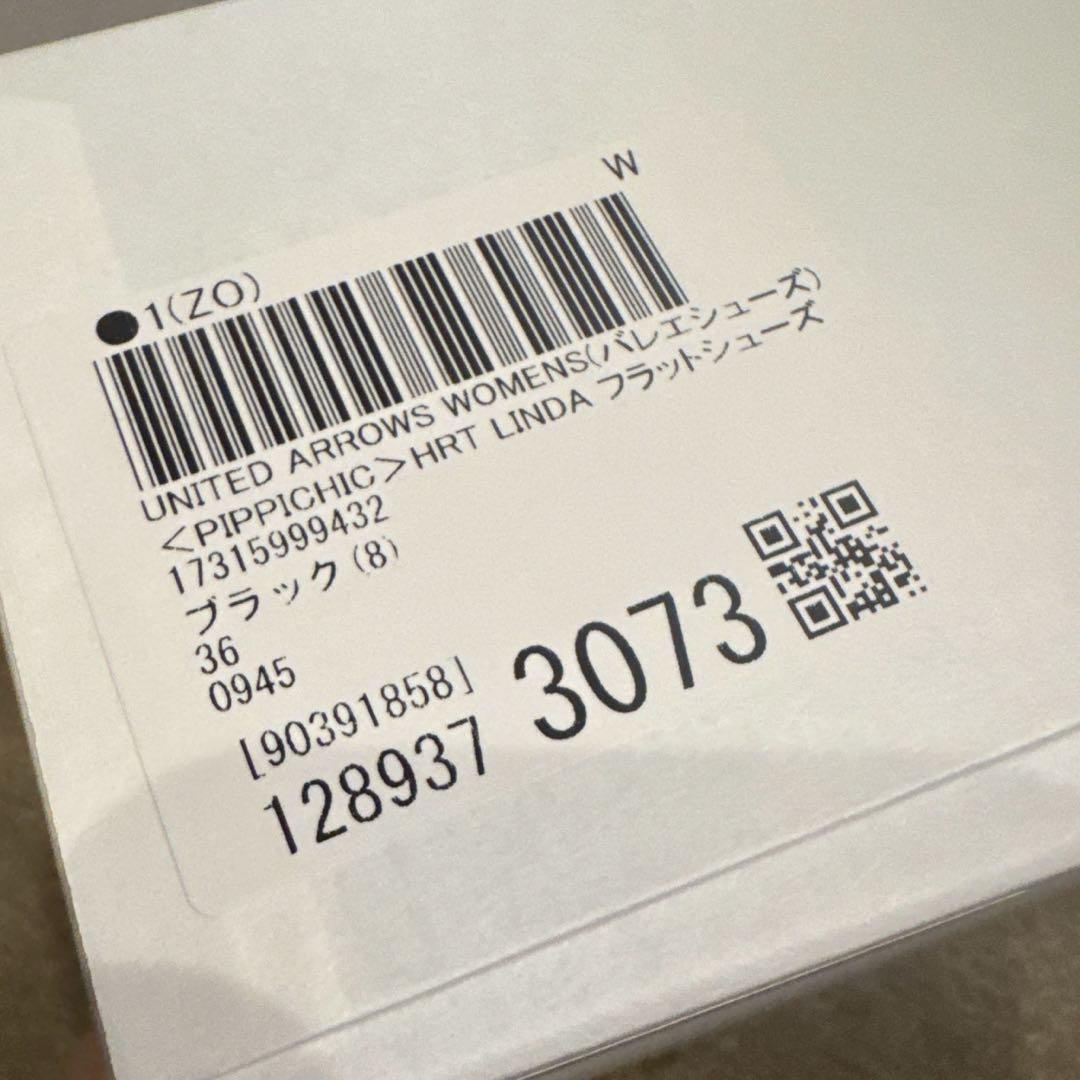 W
●1(ZO)
UNITED ARROWS WOMENS(バレエシューズ)
<PIPPICHIC>HRT LINDA フラットシューズ
17315999432
ブラック(8)
36
0945
[90391858]
128937 3073